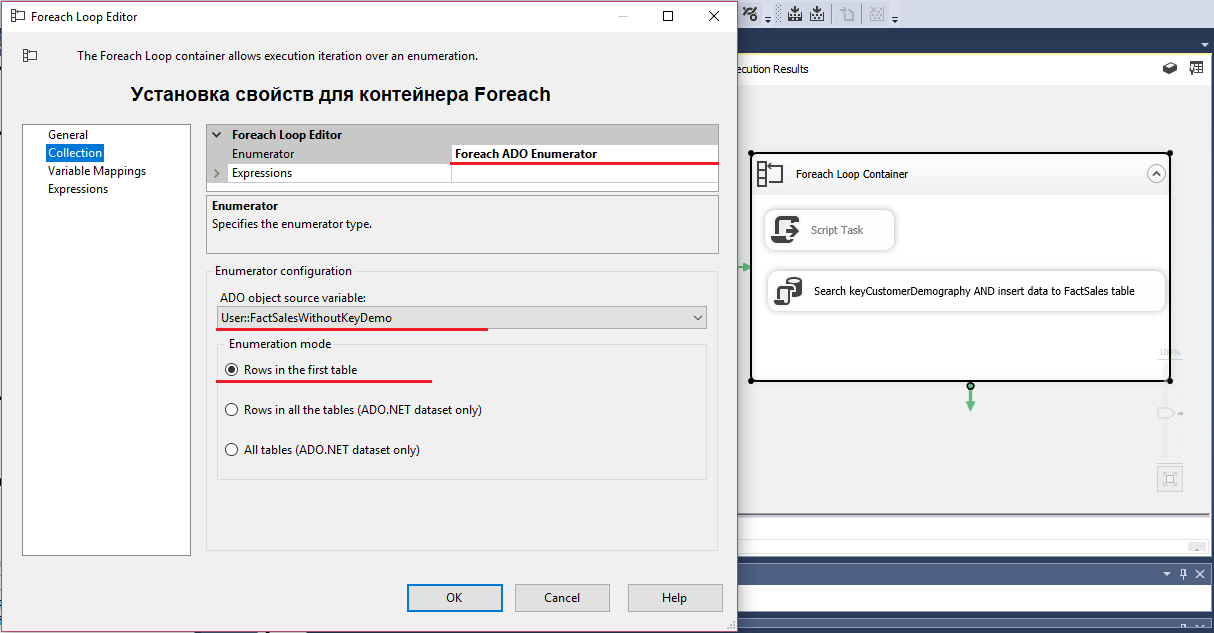 Foreach Loop Editor
The Foreach Loop container allows execution iteration over an enumeration.
Установка свойств для контейнера Foreach
General
Collection
Variable Mappings
Expressions
Foreach Loop Editor
Enumerator
Foreach ADO Enumerator
Expressions
Enumerator
Specifies the enumerator type.
Enumerator configuration
ADO object source variable:
User::FactSalesWithoutKeyDemo
Enumeration mode
Rows in the first table
Rows in all the tables (ADO.NET dataset only)
All tables (ADO.NET dataset only)
OK
Cancel
Help
Results
Foreach Loop Container
Script Task
Search keyCustomerDemography AND insert data to FactSales table
100%